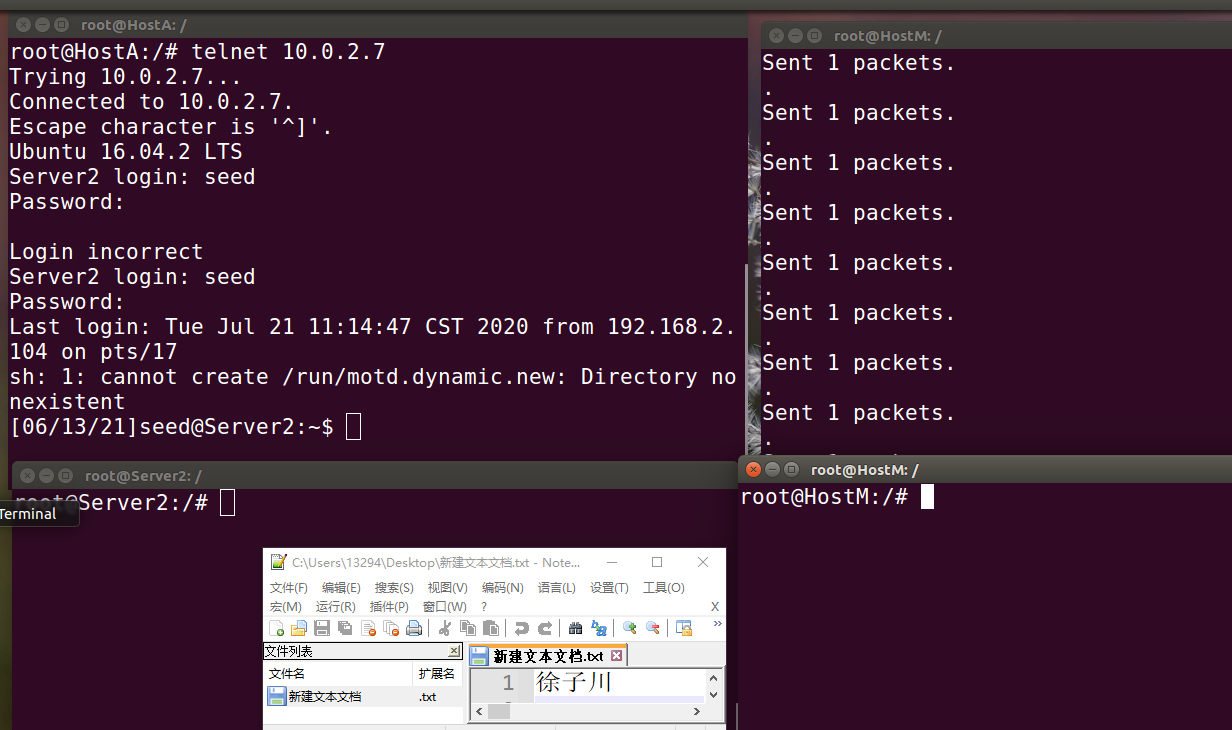 root@HostA: /
root@HostA:/# telnet 10.0.2.7
Trying 10.0.2.7...
Connected to 10.0.2.7.
Escape character is '^]'.
Ubuntu 16.04.2 LTS
Server2 login: seed
Password:
Login incorrect
Server2 login: seed
Password:
Last login: Tue Jul 21 11:14:47 CST 2020 from 192.168.2.
104 on pts/17
sh: 1: cannot create /run/motd.dynamic.new: Directory no
nexistent
[06/13/21]seed@Server2:~$
root@HostM: /
Sent 1 packets.
.
Sent 1 packets.
.
Sent 1 packets.
.
Sent 1 packets.
.
Sent 1 packets.
.
Sent 1 packets.
.
Sent 1 packets.
.
Sent 1 packets.
.
root@Server2: /
root@Server2:/#
Terminal
root@HostM: /
root@HostM:/#
C:\Users\13294\Desktop\新建文本文档.txt - Note...
文件(F) 编辑(E) 搜索(S) 视图(V) 编码(N) 语言(L) 设置(T) 工具(O)
宏(M) 运行(R) 插件(P) 窗口(W) ? X
文件列表
文件名 扩展名
新建文本文档 .txt
新建文本文档.txt
1 徐子川